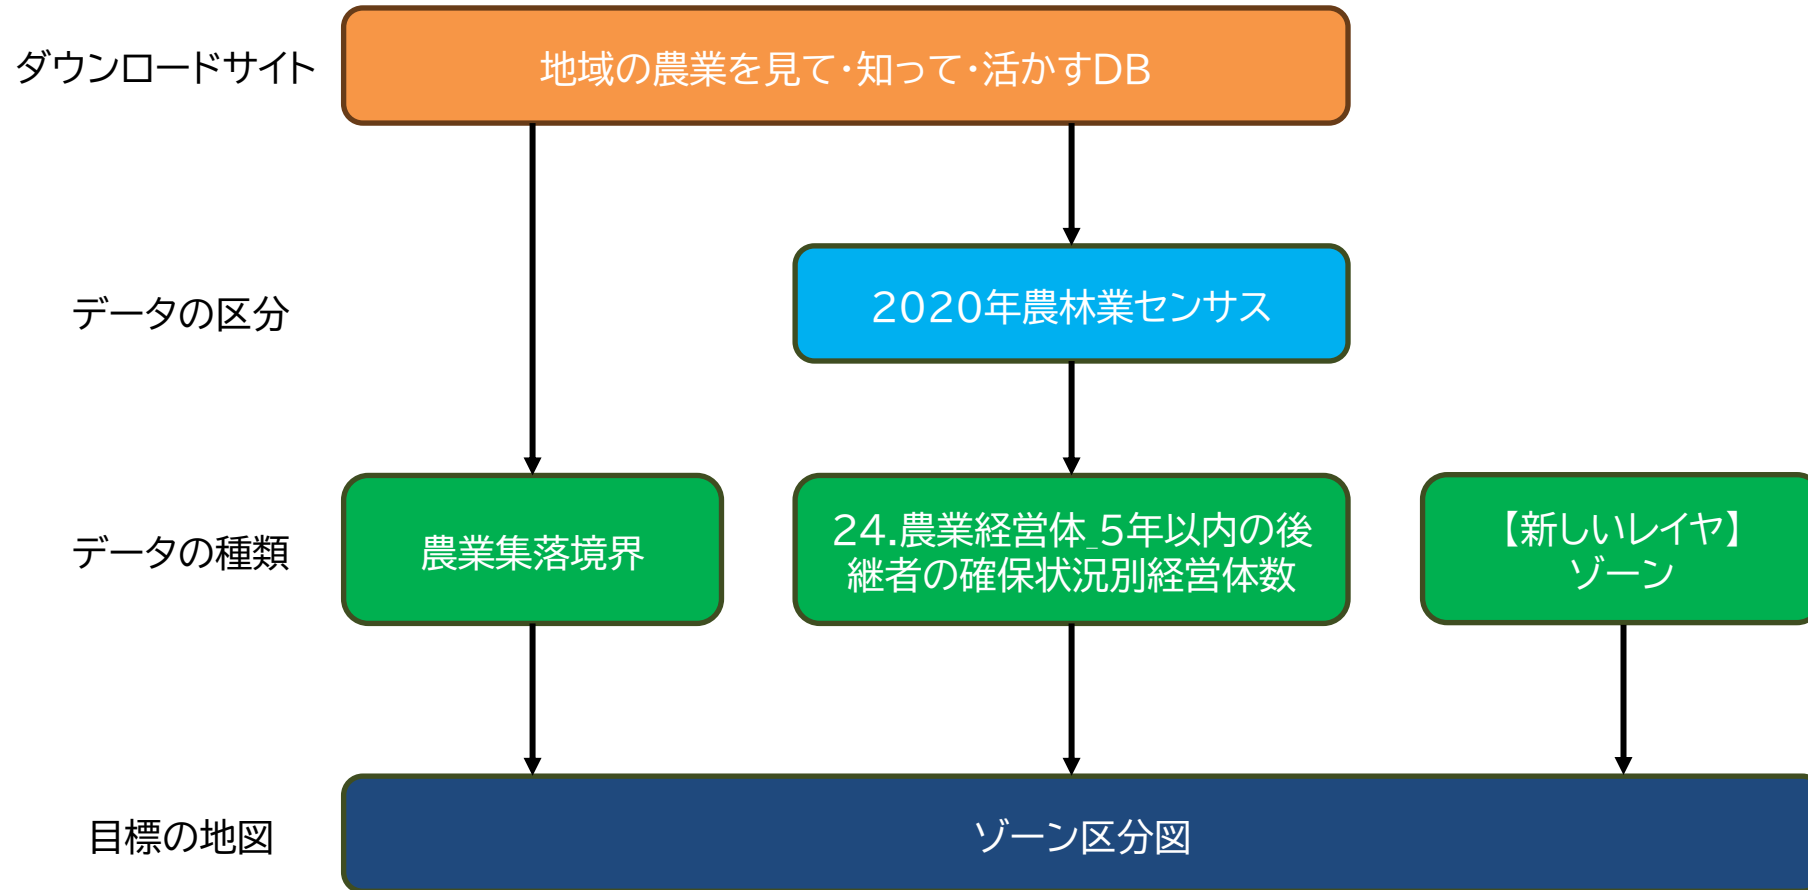 ダウンロードサイト
地域の農業を見て・知って・活かすDB
データの区分
2020年農林業センサス
データの種類
農業集落境界
24.農業経営体_5年以内の後
継者の確保状況別経営体数
【新しいレイヤ】
ゾーン
目標の地図
ゾーン区分図